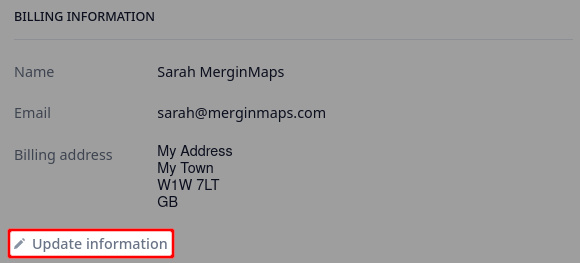 BILLING INFORMATION
Name Sarah MerginMaps
Email sarah@merginmaps.com
Billing address My Address
My Town
W1W 7LT
GB
Update information